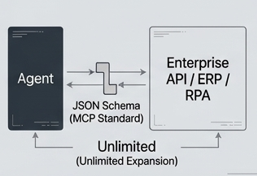 Agent
Enterprise
API / ERP /
RPA
JSON Schema
(MCP Standard)
Unlimited
(Unlimited Expansion)